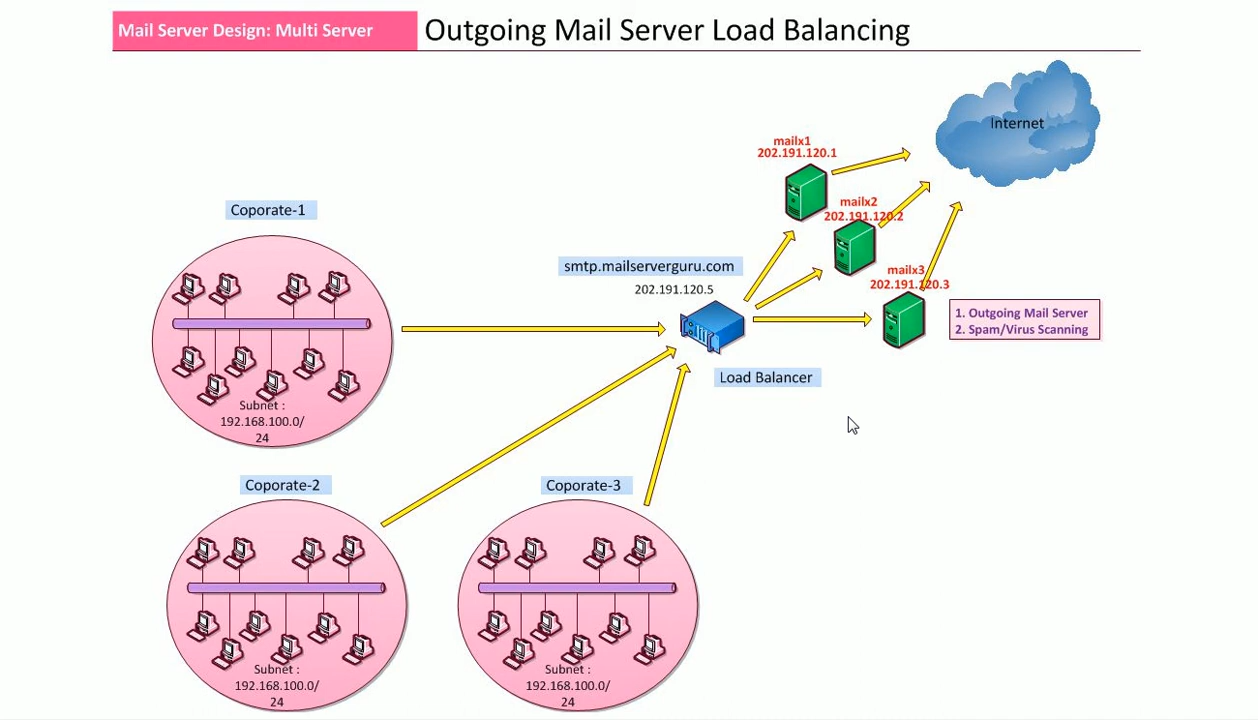 Mail Server Design: Multi Server
Outgoing Mail Server Load Balancing
Internet
mailx1
202.191.120.1
mailx2
202.191.120.2
mailx3
202.191.120.3
Coporate-1
smtp.mailserverguru.com
202.191.120.5
1. Outgoing Mail Server
2. Spam/Virus Scanning
Load Balancer
Subnet :
192.168.100.0/
24
Coporate-2
Coporate-3
Subnet :
192.168.100.0/
24
Subnet :
192.168.100.0/
24